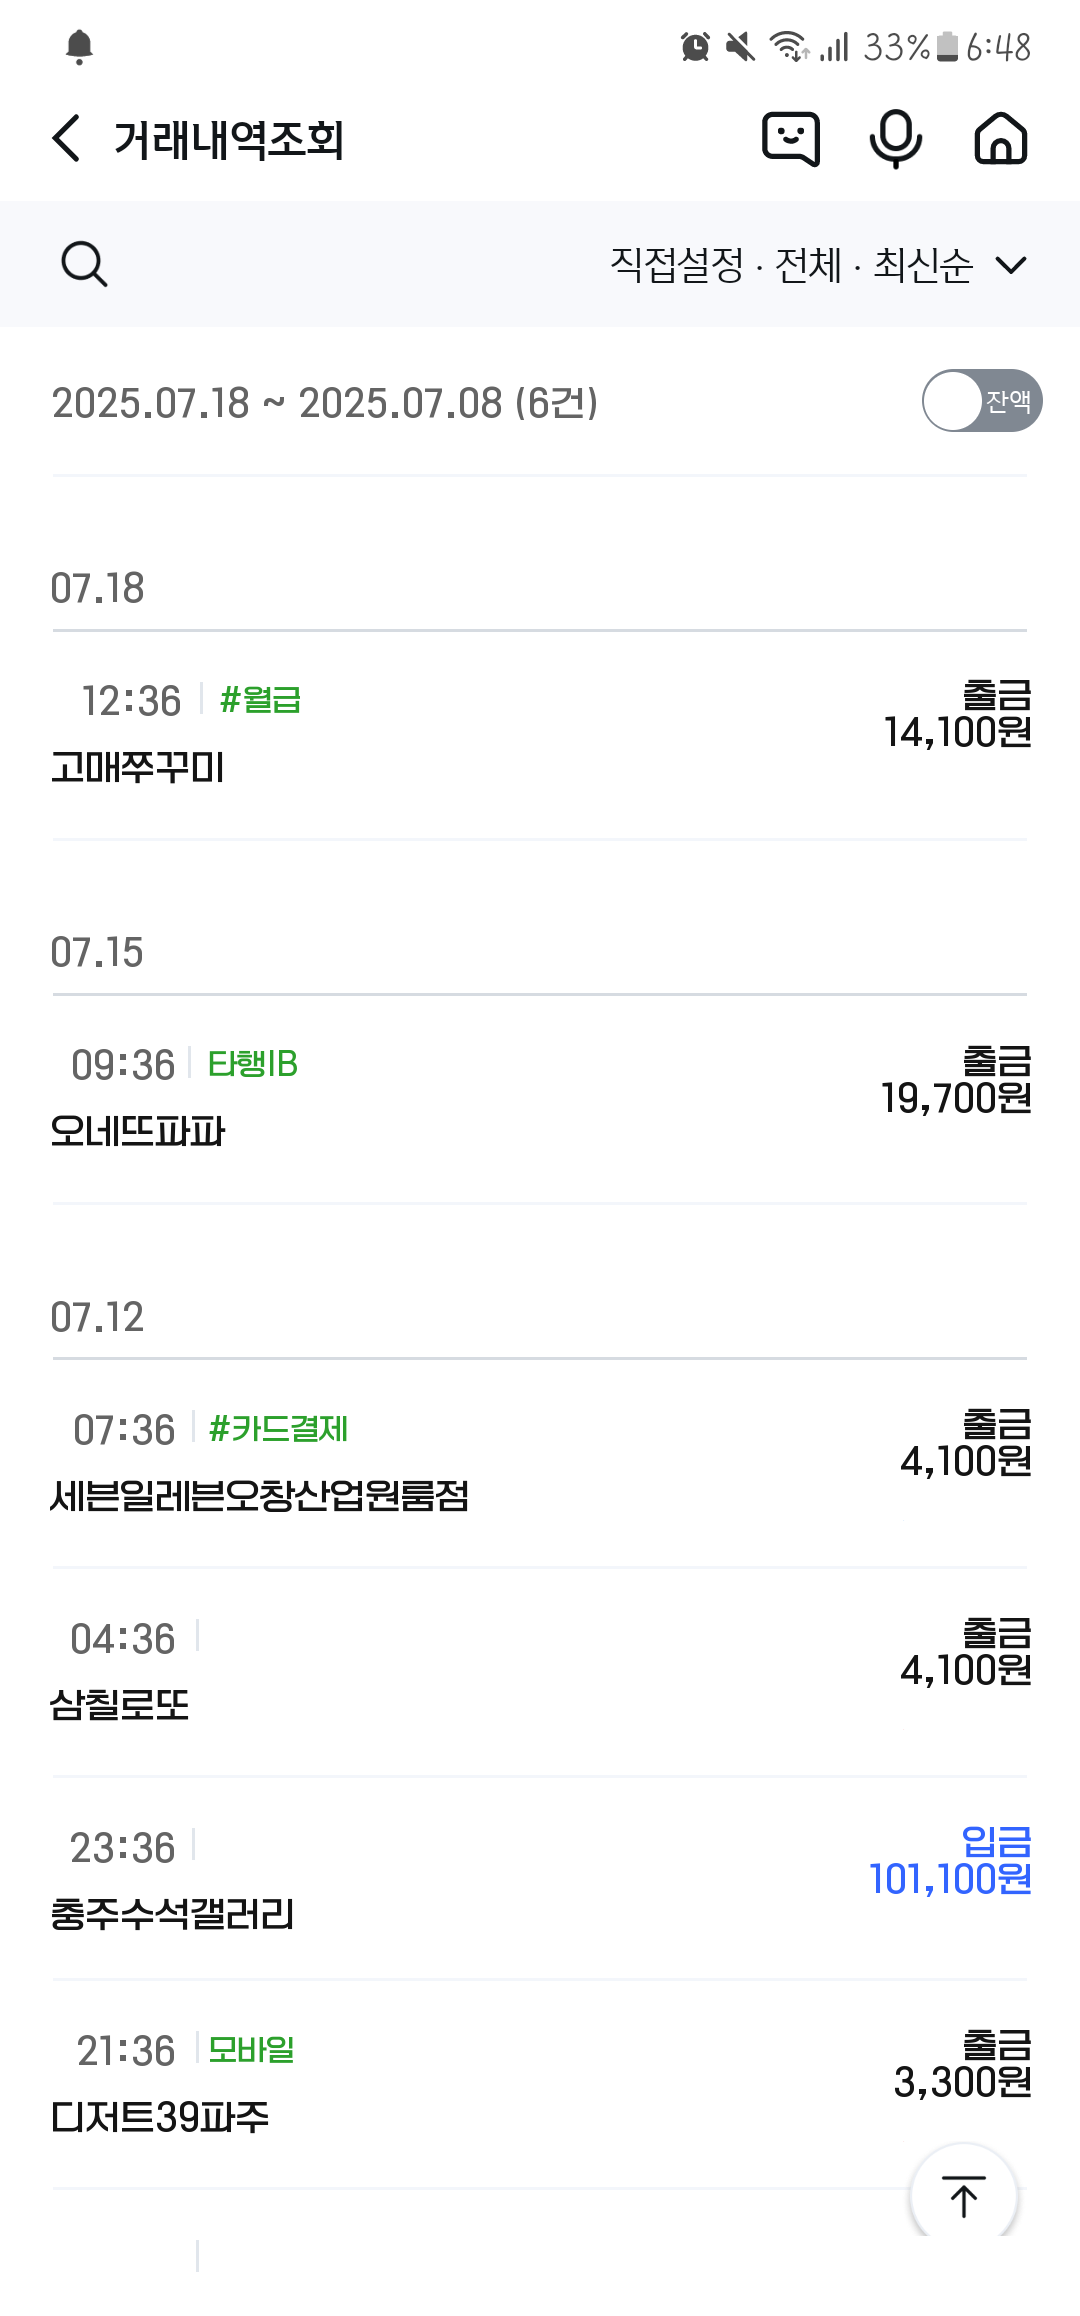 33% 6:48
거래내역조회
직접설정 · 전체 · 최신순
2025.07.18 ~ 2025.07.08 (6건)
잔액
07.18
12:36 #월급
출금
14,100원
고매쭈꾸미
07.15
09:36 타행IB
출금
19,700원
오네뜨파파
07.12
07:36 #카드결제
출금
4,100원
세븐일레븐오창산업원룸점
04:36
출금
4,100원
삼칠로또
23:36
입금
101,100원
충주수석갤러리
21:36 모바일
출금
3,300원
디저트39파주